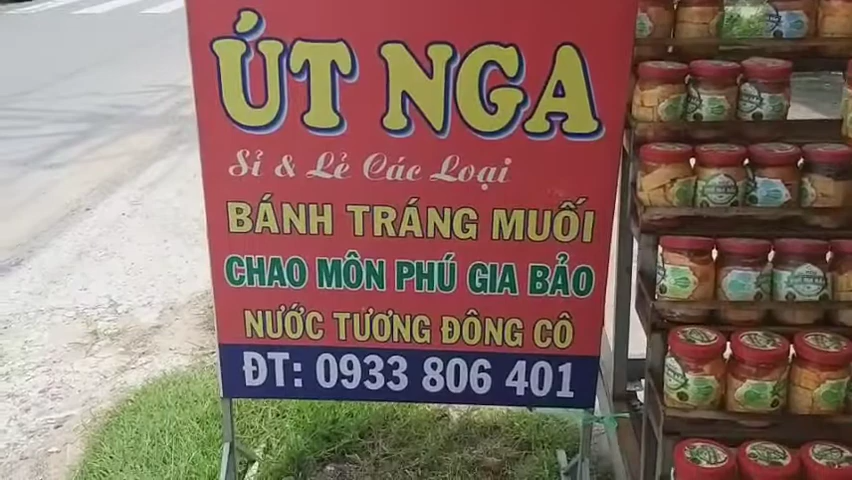 ÚT NGA
Sỉ & Lẻ Các Loại
BÁNH TRÁNG MUỐI
CHAO MÔN PHÚ GIA BẢO
NƯỚC TƯƠNG ĐÔNG CÔ
ĐT: 0933 806 401